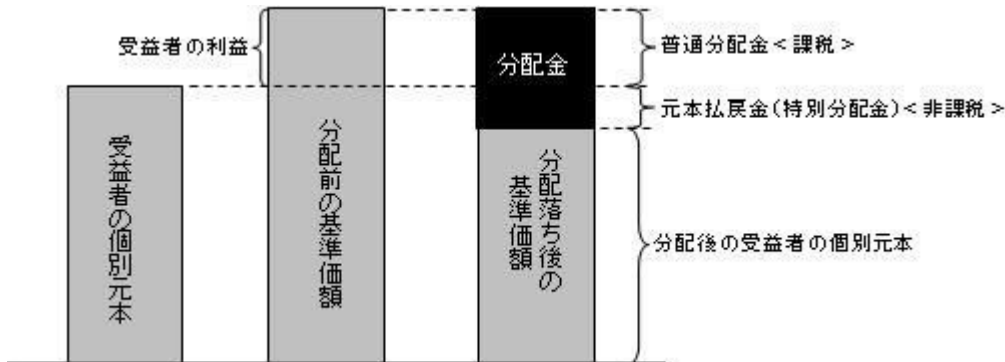 受益者の利益
受益者の個別元本
分配前の基準価額
分配金
分配落ち後の
基準価額
普通分配金<課税>
元本払戻金(特別分配金)<非課税>
分配後の受益者の個別元本